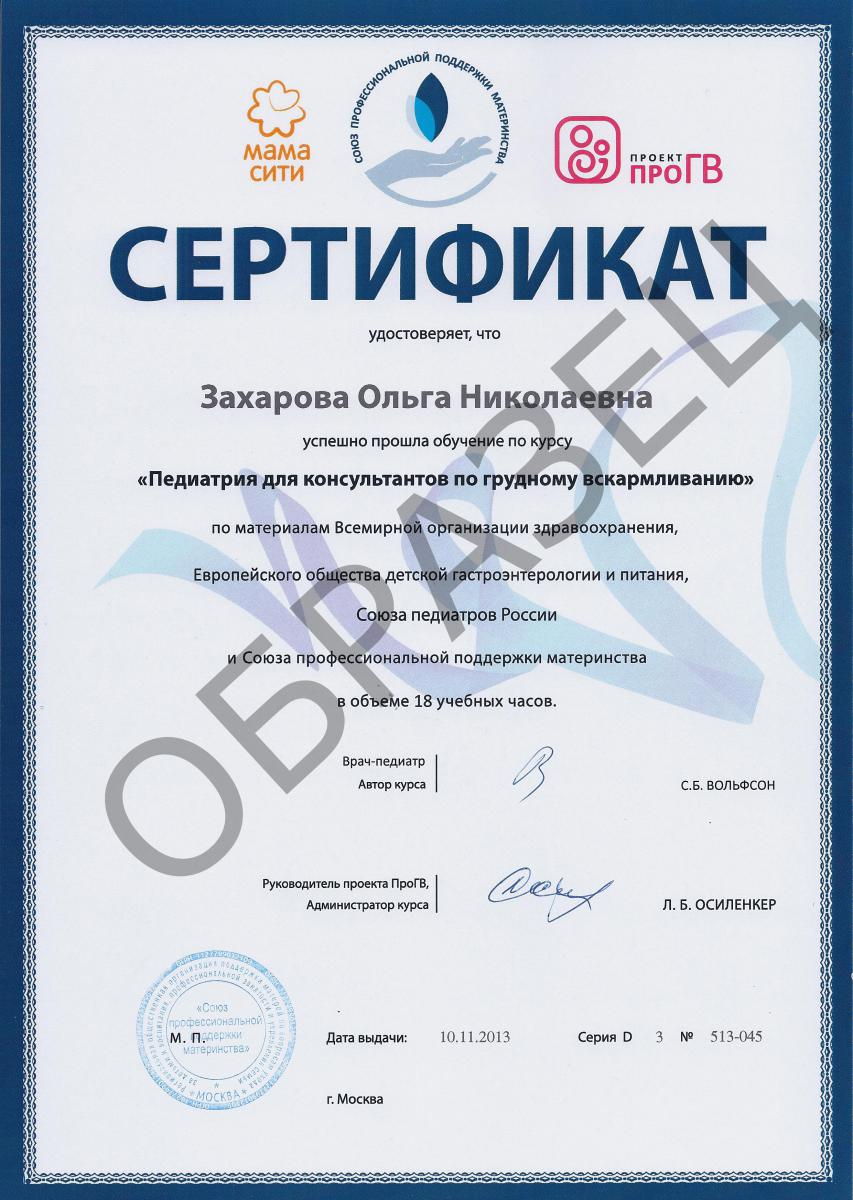 СОЮЗ ПРОФЕССИОНАЛЬНОЙ ПОДДЕРЖКИ МАТЕРИНСТВА
мама
сити
ПРОЕКТ
ПРОГВ
СЕРТИФИКАТ
удостоверяет, что
Захарова Ольга Николаевна
успешно прошла обучение по курсу
«Педиатрия для консультантов по грудному вскармливанию»
по материалам Всемирной организации здравоохранения,
Европейского общества детской гастроэнтерологии и питания,
Союза педиатров России
и Союза профессиональной поддержки материнства
в объеме 18 учебных часов.
ОБРАЗЕЦ
Врач-педиатр
Автор курса
С.Б. ВОЛЬФСОН
Руководитель проекта ПроГВ,
Администратор курса
Л. Б. ОСИЛЕНКЕР
«Союз
профессиональной
поддержки
материнства»
МОСКВА
М. П.
Дата выдачи: 10.11.2013 Серия D 3 № 513-045
г. Москва